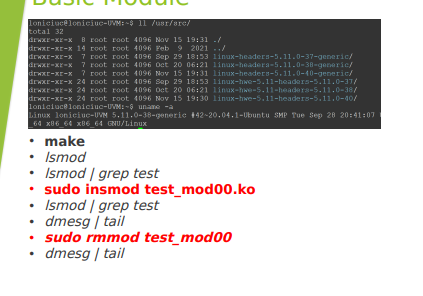 Basic Module
loniciuc@loniciuc-UVM:~$ ll /usr/src/
total 32
drwxr-xr-x  8 root root 4096 Nov 15 19:31 ./
drwxr-xr-x 14 root root 4096 Feb  9  2021 ../
drwxr-xr-x  7 root root 4096 Sep 29 18:53 linux-headers-5.11.0-37-generic/
drwxr-xr-x  7 root root 4096 Oct 20 06:21 linux-headers-5.11.0-38-generic/
drwxr-xr-x  7 root root 4096 Nov 15 19:31 linux-headers-5.11.0-40-generic/
drwxr-xr-x 24 root root 4096 Sep 29 18:53 linux-hwe-5.11-headers-5.11.0-37/
drwxr-xr-x 24 root root 4096 Oct 20 06:21 linux-hwe-5.11-headers-5.11.0-38/
drwxr-xr-x 24 root root 4096 Nov 15 19:30 linux-hwe-5.11-headers-5.11.0-40/
loniciuc@loniciuc-UVM:~$ uname -a
Linux loniciuc-UVM 5.11.0-38-generic #42~20.04.1-Ubuntu SMP Tue Sep 28 20:41:07
_64 x86_64 x86_64 GNU/Linux
• make
• lsmod
• lsmod | grep test
• sudo insmod test_mod00.ko
• lsmod | grep test
• dmesg | tail
• sudo rmmod test_mod00
• dmesg | tail